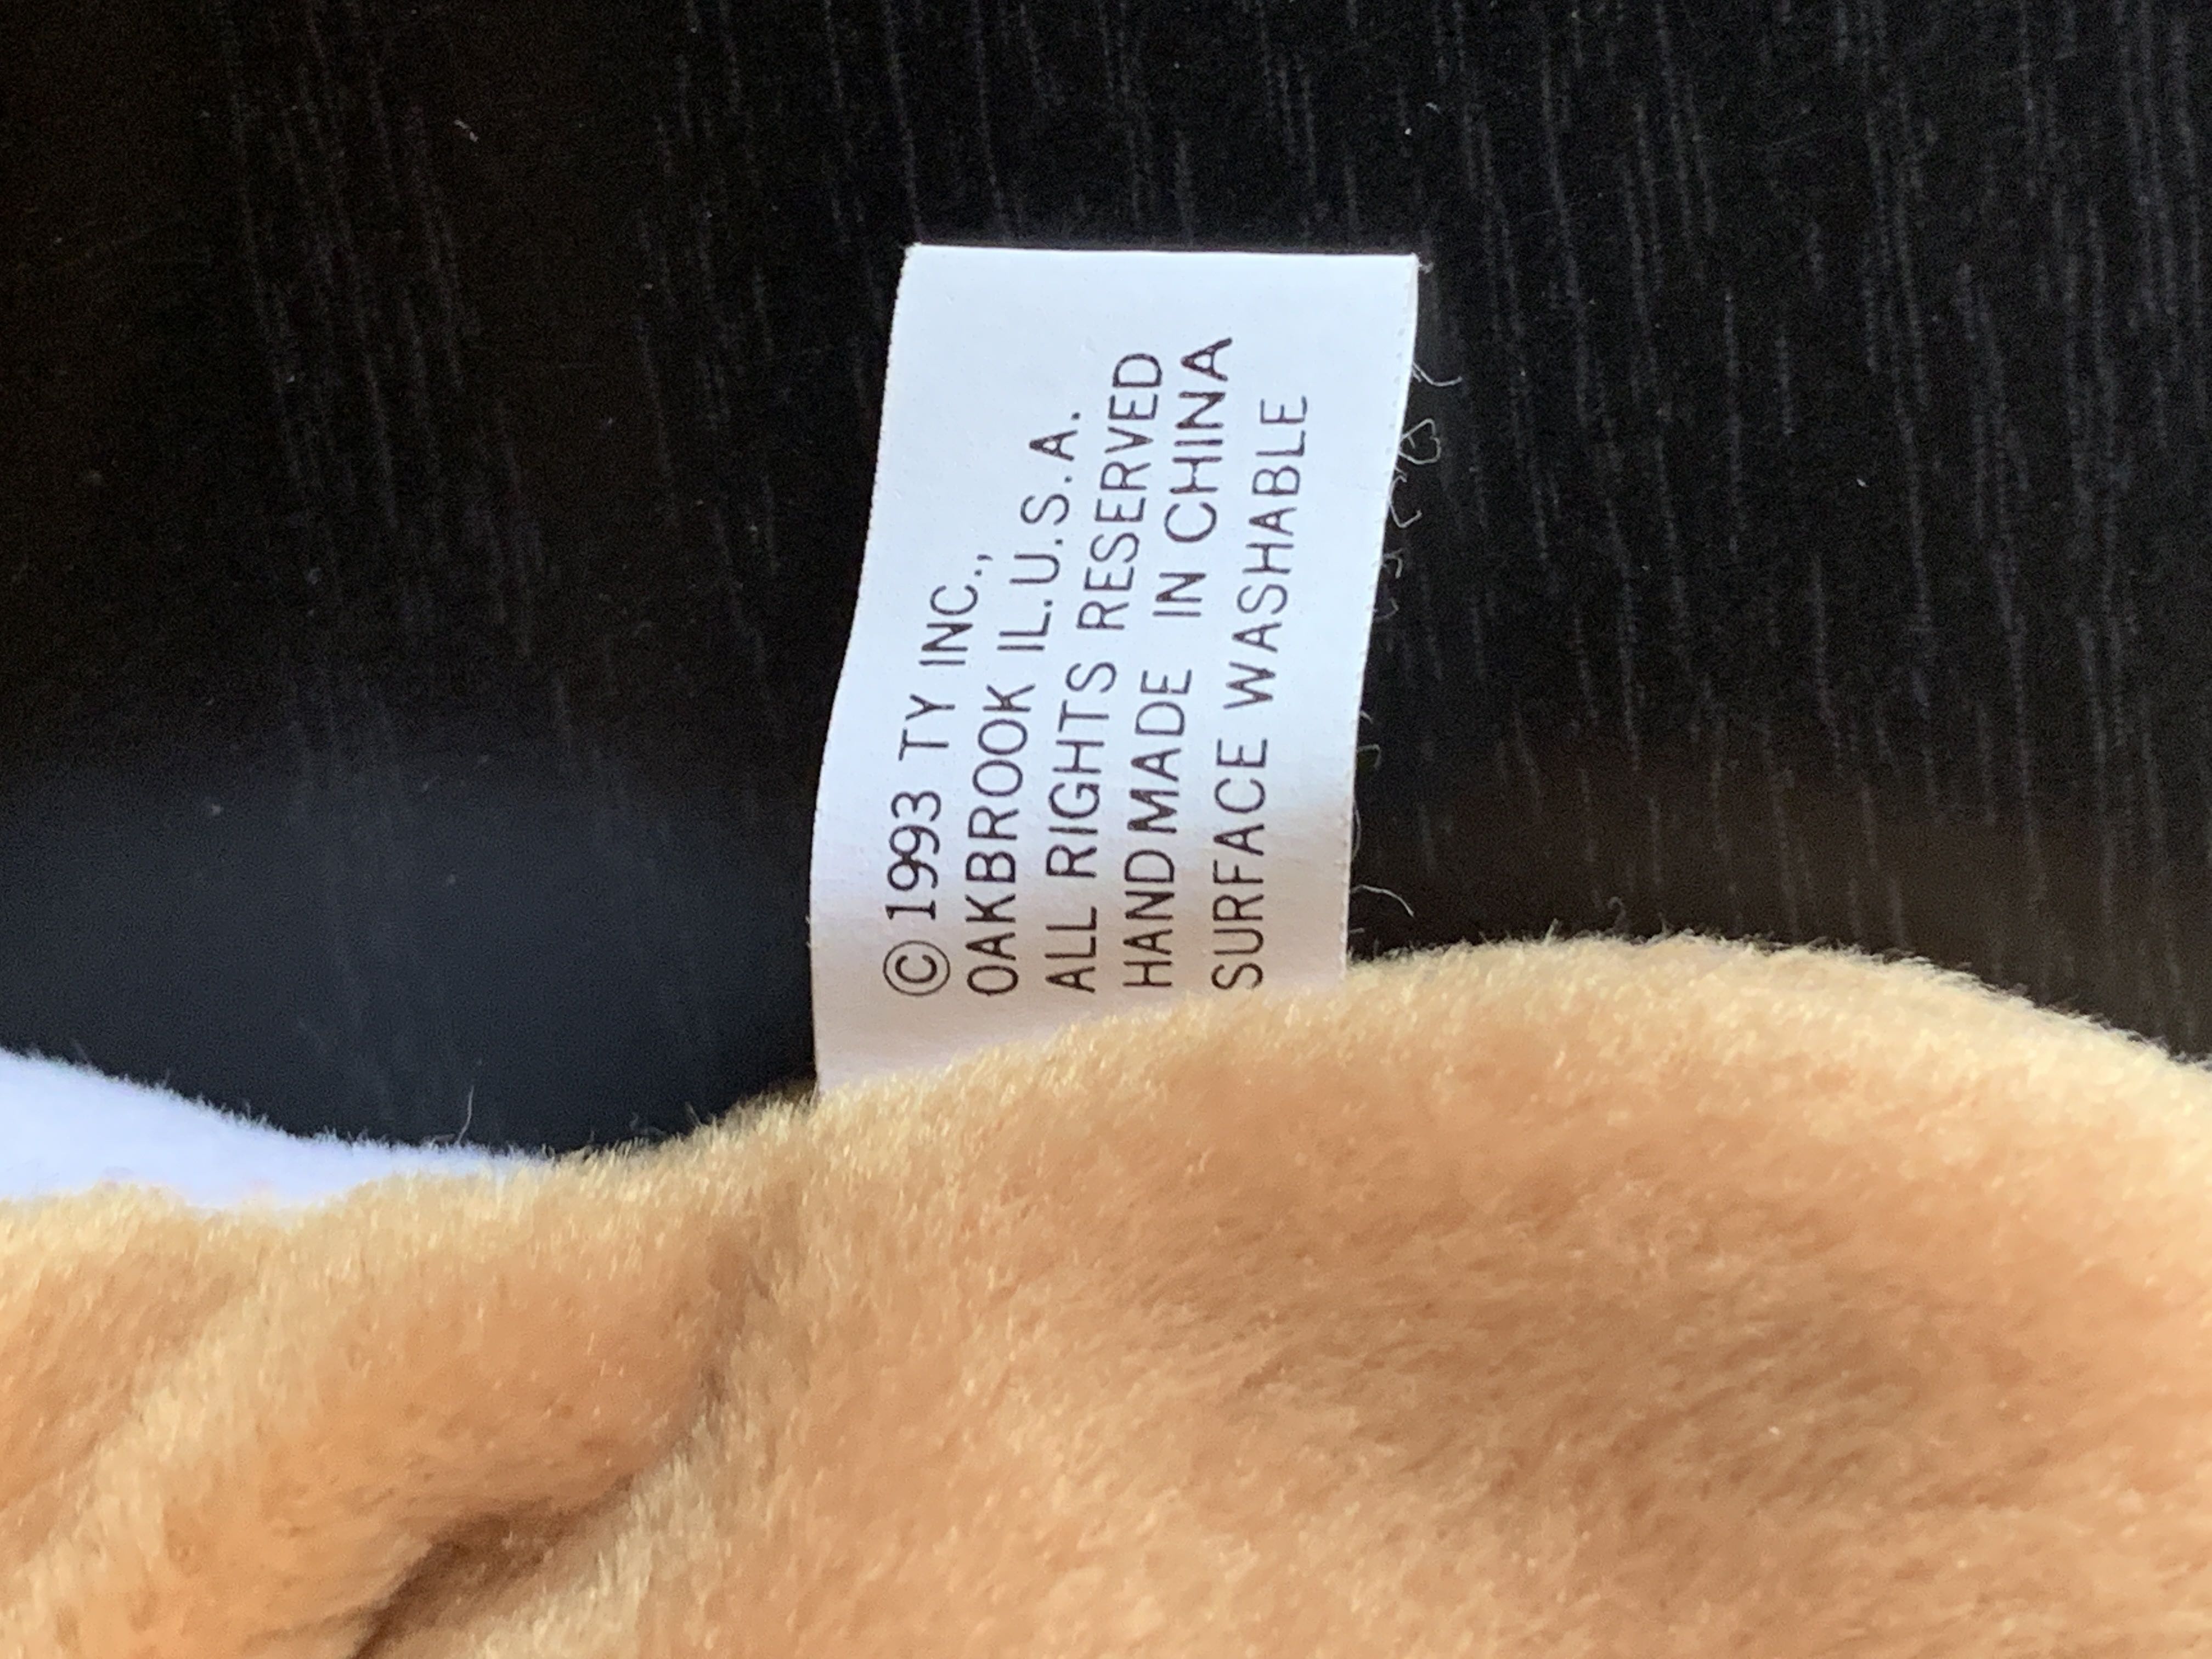 ©1993 TY INC.,
OAKBROOK IL.U.S.A.
ALL RIGHTS RESERVED
HANDMADE IN CHINA
SURFACE WASHABLE